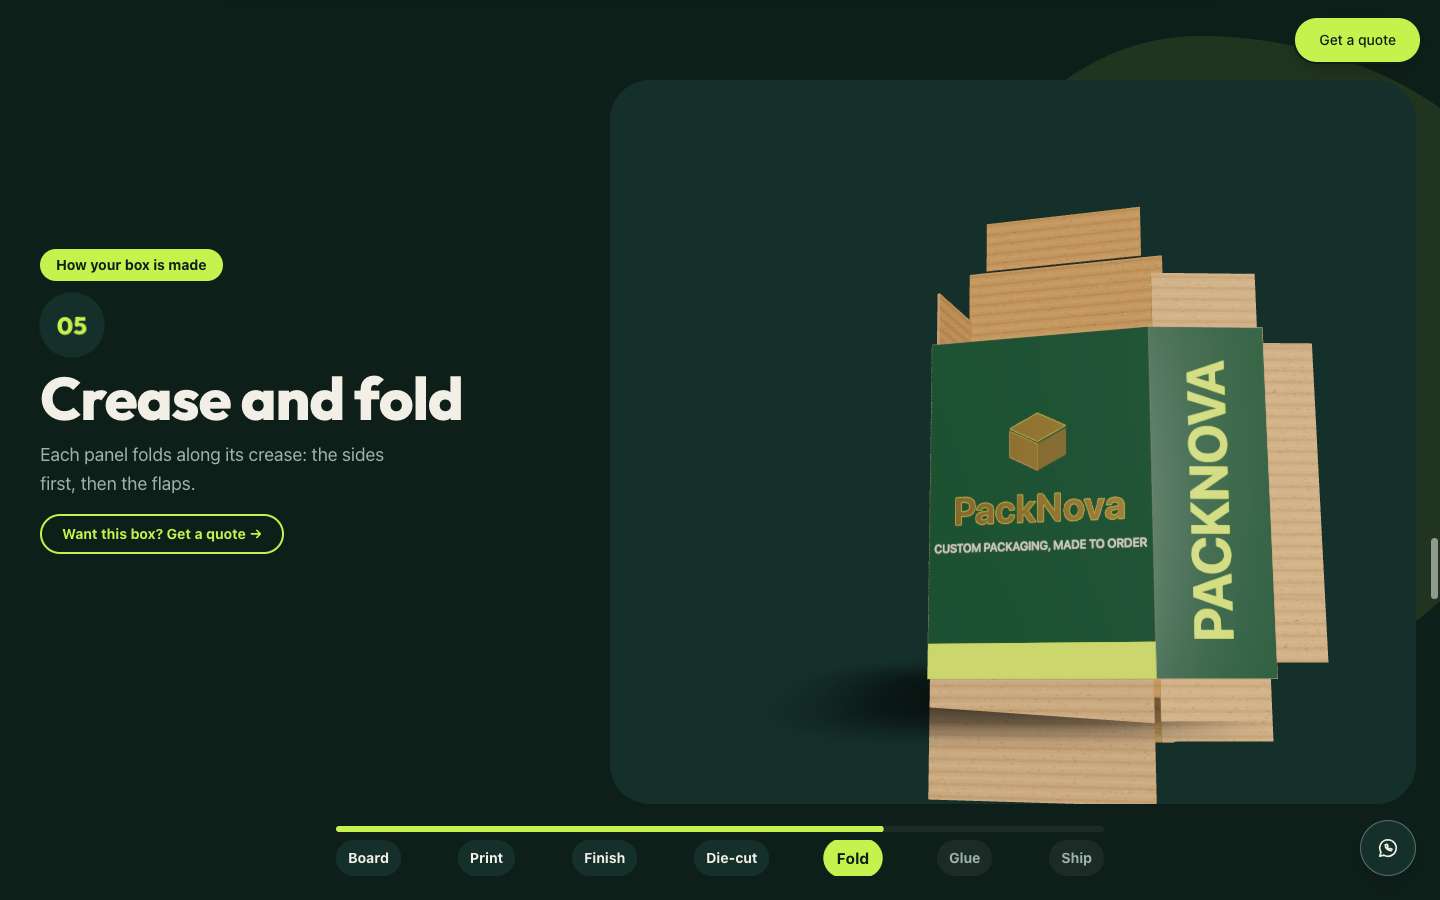 Get a quote
How your box is made
05
Crease and fold
Each panel folds along its crease: the sides
first, then the flaps.
Want this box? Get a quote →
PackNova
CUSTOM PACKAGING, MADE TO ORDER
PACKNOVA
Board
Print
Finish
Die-cut
Fold
Glue
Ship